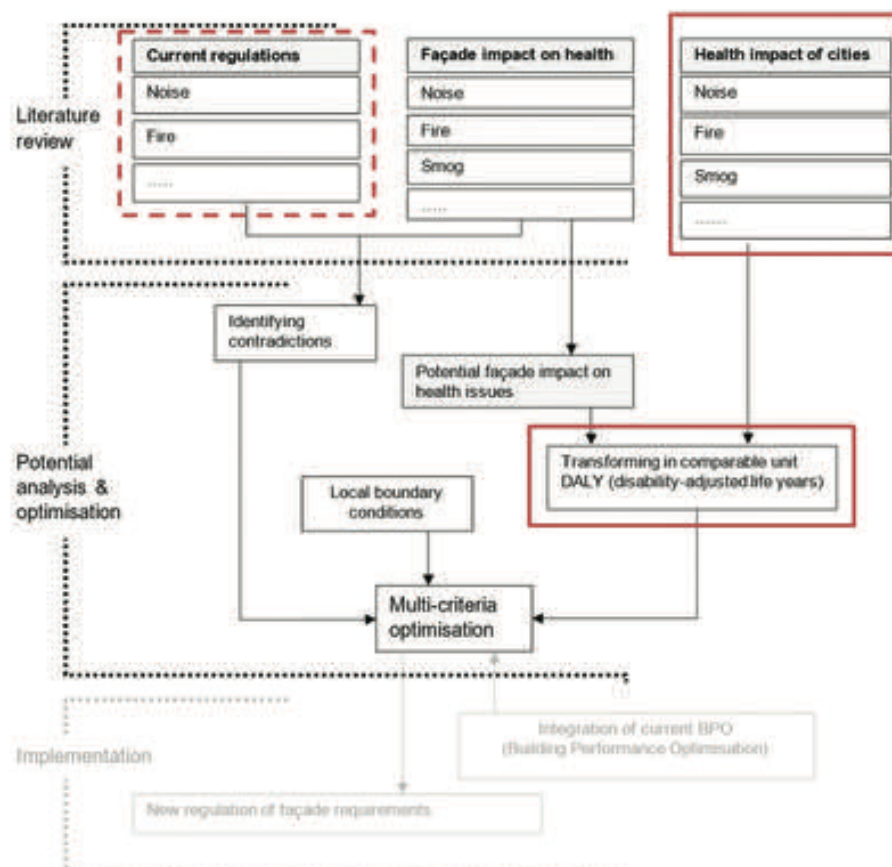 Literature
review
Current regulations
Noise
Fire
.....
Façade impact on health
Noise
Fire
Smog
.....
Health impact of cities
Noise
Fire
Smog
......
Potential
analysis &
optimisation
Identifying
contradictions
Potential façade impact on
health issues
Transforming in comparable unit
DALY (disability-adjusted life years)
Local boundary
conditions
Multi-criteria
optimisation
Implementation
Integration of current BPO
(Building Performance Optimisation)
New regulation of façade requirements